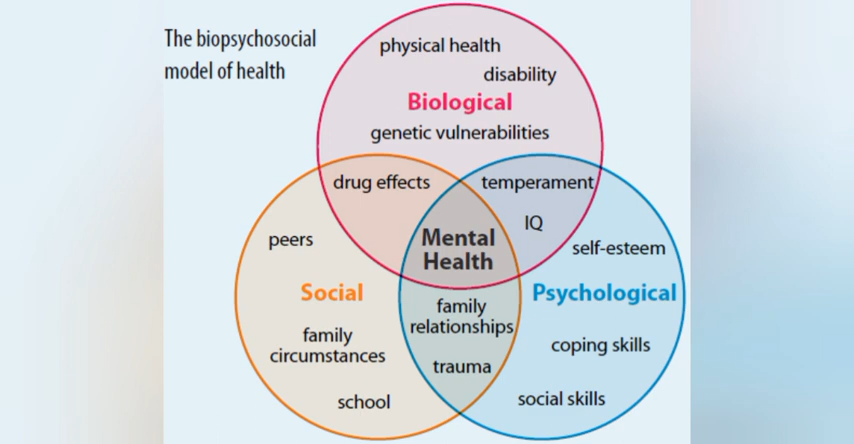 The biopsychosocial
model of health
physical health
disability
Biological
genetic vulnerabilities
drug effects
temperament
IQ
peers
Mental
Health
self-esteem
Social
Psychological
family
relationships
family
circumstances
coping skills
trauma
school
social skills